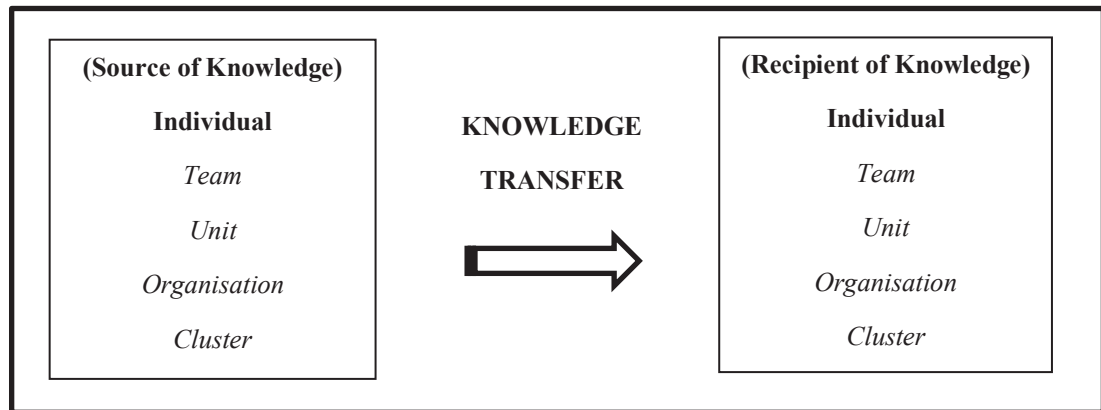 (Source of Knowledge)
Individual
Team
Unit
Organisation
Cluster
KNOWLEDGE
TRANSFER
(Recipient of Knowledge)
Individual
Team
Unit
Organisation
Cluster